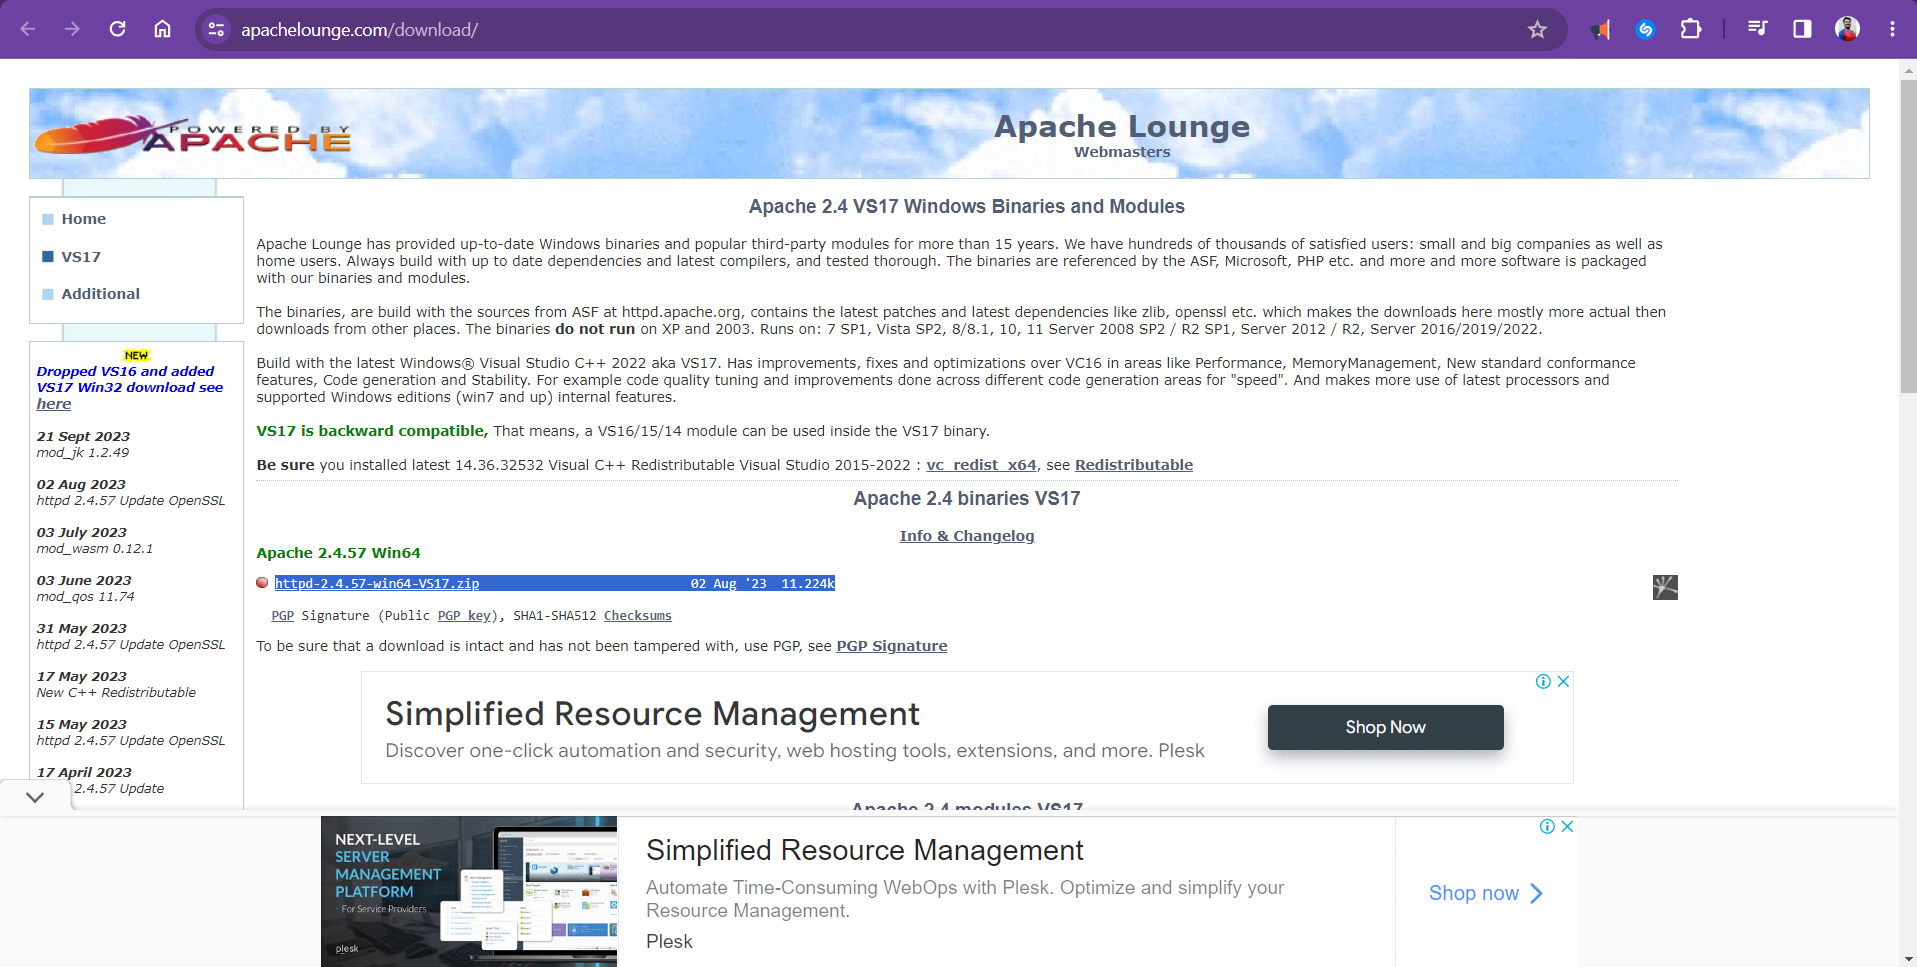 apachelounge.com/download/
POWERED BY
APACHE
Apache Lounge
Webmasters
Home
VS17
Additional
NEW
Dropped VS16 and added
VS17 Win32 download see
here
21 Sept 2023
mod_jk 1.2.49
02 Aug 2023
httpd 2.4.57 Update OpenSSL
03 July 2023
mod_wasm 0.12.1
03 June 2023
mod_qos 11.74
31 May 2023
httpd 2.4.57 Update OpenSSL
17 May 2023
New C++ Redistributable
15 May 2023
httpd 2.4.57 Update OpenSSL
17 April 2023
2.4.57 Update
Apache 2.4 VS17 Windows Binaries and Modules
Apache Lounge has provided up-to-date Windows binaries and popular third-party modules for more than 15 years. We have hundreds of thousands of satisfied users: small and big companies as well as
home users. Always build with up to date dependencies and latest compilers, and tested thorough. The binaries are referenced by the ASF, Microsoft, PHP etc. and more and more software is packaged
with our binaries and modules.
The binaries, are build with the sources from ASF at httpd.apache.org, contains the latest patches and latest dependencies like zlib, openssl etc. which makes the downloads here mostly more actual then
downloads from other places. The binaries do not run on XP and 2003. Runs on: 7 SP1, Vista SP2, 8/8.1, 10, 11 Server 2008 SP2 / R2 SP1, Server 2012 / R2, Server 2016/2019/2022.
Build with the latest Windows® Visual Studio C++ 2022 aka VS17. Has improvements, fixes and optimizations over VC16 in areas like Performance, MemoryManagement, New standard conformance
features, Code generation and Stability. For example code quality tuning and improvements done across different code generation areas for "speed". And makes more use of latest processors and
supported Windows editions (win7 and up) internal features.
VS17 is backward compatible, That means, a VS16/15/14 module can be used inside the VS17 binary.
Be sure you installed latest 14.36.32532 Visual C++ Redistributable Visual Studio 2015-2022 : vc_redist_x64, see Redistributable
Apache 2.4 binaries VS17
Info & Changelog
Apache 2.4.57 Win64
httpd-2.4.57-win64-VS17.zip 02 Aug '23 11.224k
PGP Signature (Public PGP key), SHA1-SHA512 Checksums
To be sure that a download is intact and has not been tampered with, use PGP, see PGP Signature
Simplified Resource Management
Discover one-click automation and security, web hosting tools, extensions, and more. Plesk
Shop Now
Apache 2.4 modules VS17
NEXT-LEVEL
SERVER
MANAGEMENT
PLATFORM
– For Service Providers
plesk
Simplified Resource Management
Automate Time-Consuming WebOps with Plesk. Optimize and simplify your
Resource Management.
Plesk
Shop now